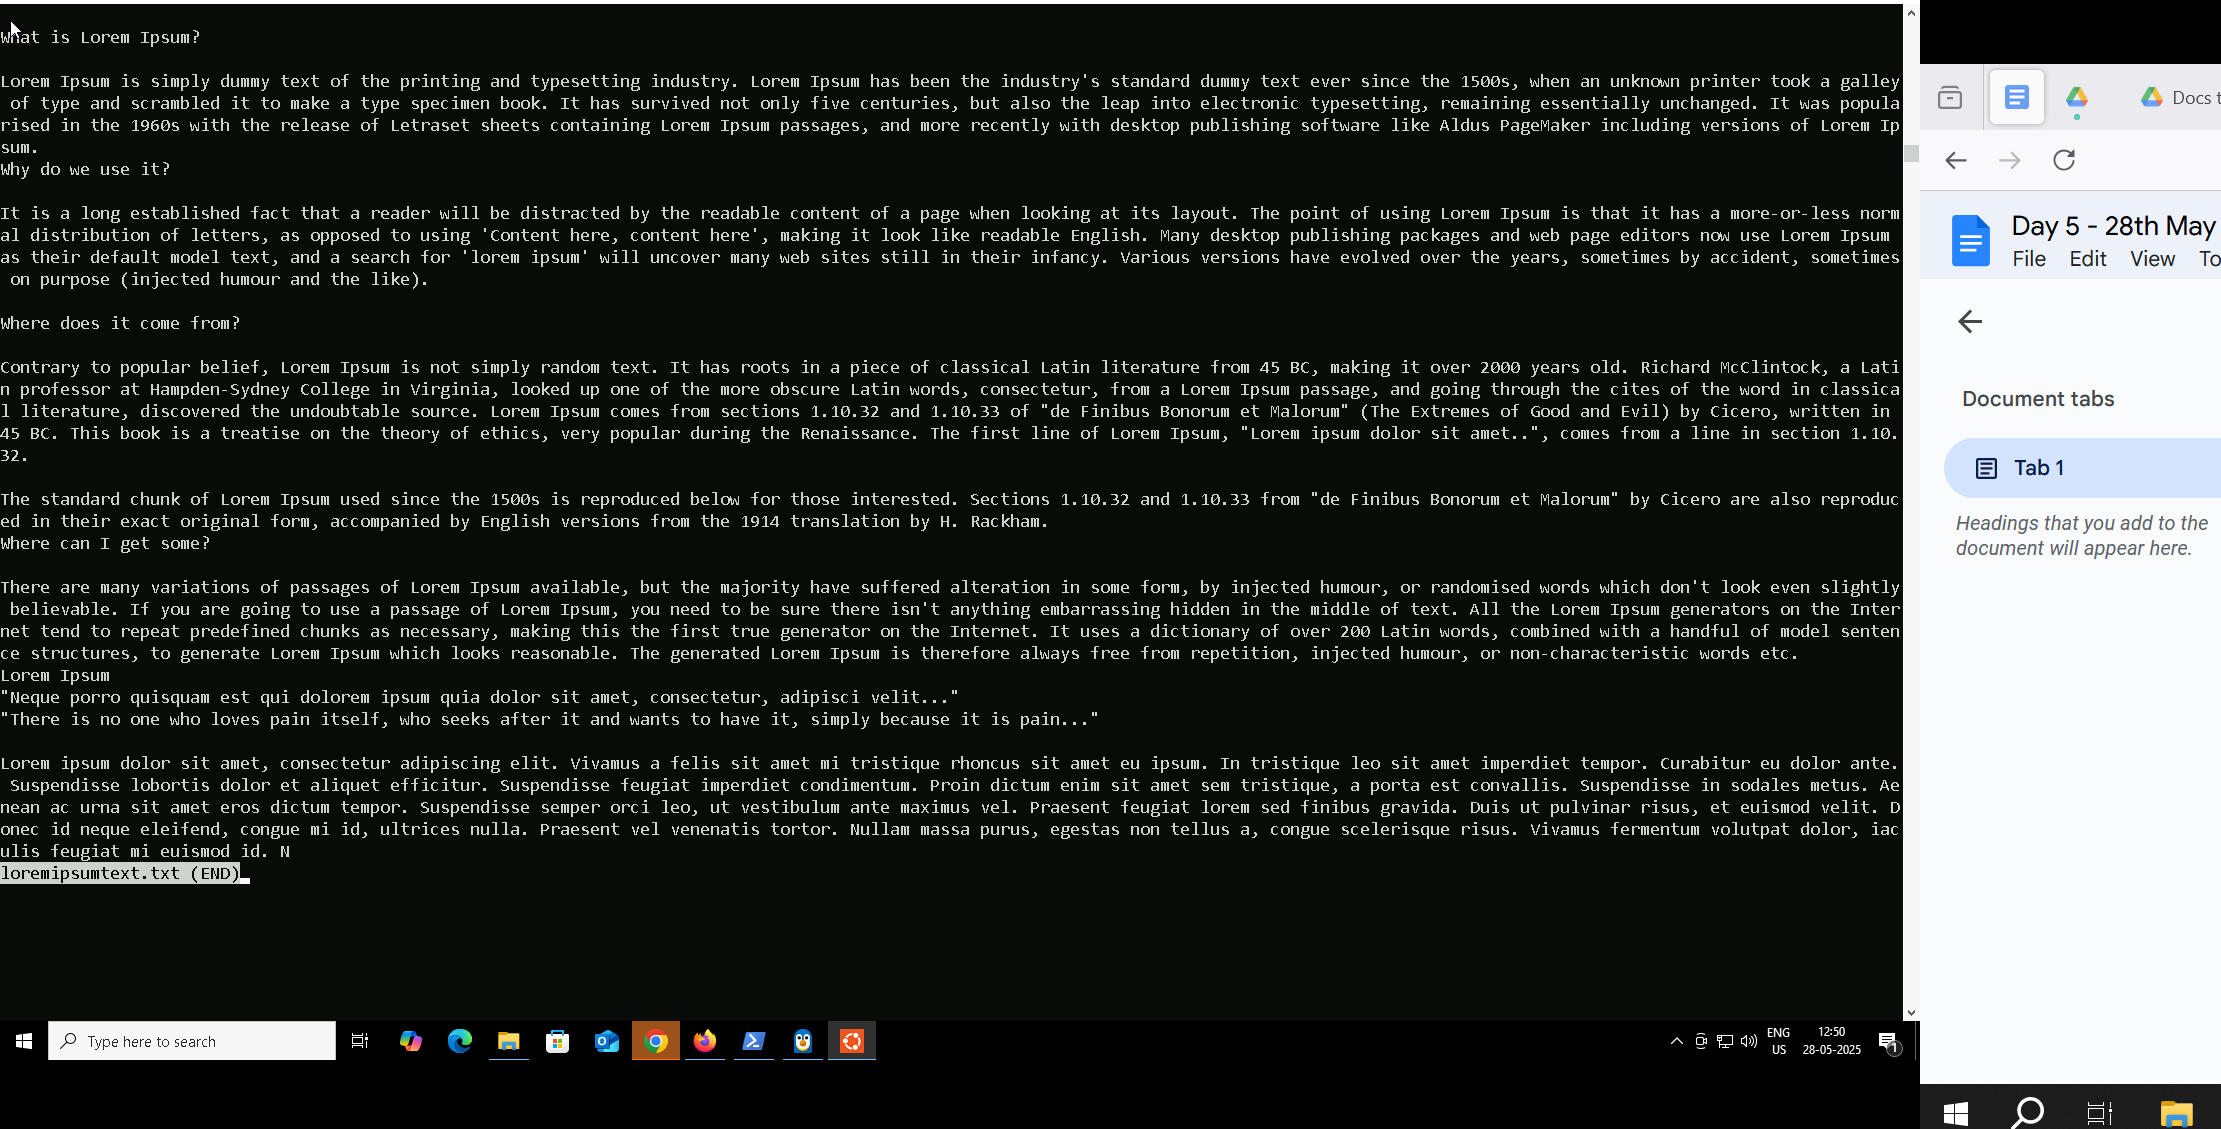 What is Lorem Ipsum?
Lorem Ipsum is simply dummy text of the printing and typesetting industry. Lorem Ipsum has been the industry's standard dummy text ever since the 1500s, when an unknown printer took a galley
of type and scrambled it to make a type specimen book. It has survived not only five centuries, but also the leap into electronic typesetting, remaining essentially unchanged. It was popula
rised in the 1960s with the release of Letraset sheets containing Lorem Ipsum passages, and more recently with desktop publishing software like Aldus PageMaker including versions of Lorem Ip
sum.
Why do we use it?
It is a long established fact that a reader will be distracted by the readable content of a page when looking at its layout. The point of using Lorem Ipsum is that it has a more-or-less norm
al distribution of letters, as opposed to using 'Content here, content here', making it look like readable English. Many desktop publishing packages and web page editors now use Lorem Ipsum
as their default model text, and a search for 'lorem ipsum' will uncover many web sites still in their infancy. Various versions have evolved over the years, sometimes by accident, sometimes
on purpose (injected humour and the like).
Where does it come from?
Contrary to popular belief, Lorem Ipsum is not simply random text. It has roots in a piece of classical Latin literature from 45 BC, making it over 2000 years old. Richard McClintock, a Lati
n professor at Hampden-Sydney College in Virginia, looked up one of the more obscure Latin words, consectetur, from a Lorem Ipsum passage, and going through the cites of the word in classica
l literature, discovered the undoubtable source. Lorem Ipsum comes from sections 1.10.32 and 1.10.33 of "de Finibus Bonorum et Malorum" (The Extremes of Good and Evil) by Cicero, written in
45 BC. This book is a treatise on the theory of ethics, very popular during the Renaissance. The first line of Lorem Ipsum, "Lorem ipsum dolor sit amet..", comes from a line in section 1.10.
32.
The standard chunk of Lorem Ipsum used since the 1500s is reproduced below for those interested. Sections 1.10.32 and 1.10.33 from "de Finibus Bonorum et Malorum" by Cicero are also reproduc
ed in their exact original form, accompanied by English versions from the 1914 translation by H. Rackham.
Where can I get some?
There are many variations of passages of Lorem Ipsum available, but the majority have suffered alteration in some form, by injected humour, or randomised words which don't look even slightly
believable. If you are going to use a passage of Lorem Ipsum, you need to be sure there isn't anything embarrassing hidden in the middle of text. All the Lorem Ipsum generators on the Inter
net tend to repeat predefined chunks as necessary, making this the first true generator on the Internet. It uses a dictionary of over 200 Latin words, combined with a handful of model senten
ce structures, to generate Lorem Ipsum which looks reasonable. The generated Lorem Ipsum is therefore always free from repetition, injected humour, or non-characteristic words etc.
Lorem Ipsum
"Neque porro quisquam est qui dolorem ipsum quia dolor sit amet, consectetur, adipisci velit..."
"There is no one who loves pain itself, who seeks after it and wants to have it, simply because it is pain..."
Lorem ipsum dolor sit amet, consectetur adipiscing elit. Vivamus a felis sit amet mi tristique rhoncus sit amet eu ipsum. In tristique leo sit amet imperdiet tempor. Curabitur eu dolor ante.
Suspendisse lobortis dolor et aliquet efficitur. Suspendisse feugiat imperdiet condimentum. Proin dictum enim sit amet sem tristique, a porta est convallis. Suspendisse in sodales metus. Ae
nean ac urna sit amet eros dictum tempor. Suspendisse semper orci leo, ut vestibulum ante maximus vel. Praesent feugiat lorem sed finibus gravida. Duis ut pulvinar risus, et euismod velit. D
onec id neque eleifend, congue mi id, ultrices nulla. Praesent vel venenatis tortor. Nullam massa purus, egestas non tellus a, congue scelerisque risus. Vivamus fermentum volutpat dolor, iac
ulis feugiat mi euismod id. N
loremipsumtext.txt (END)
Type here to search
ENG
US
12:50
28-05-2025
1
Docs t
Day 5 - 28th May
File Edit View To
Document tabs
Tab 1
Headings that you add to the
document will appear here.